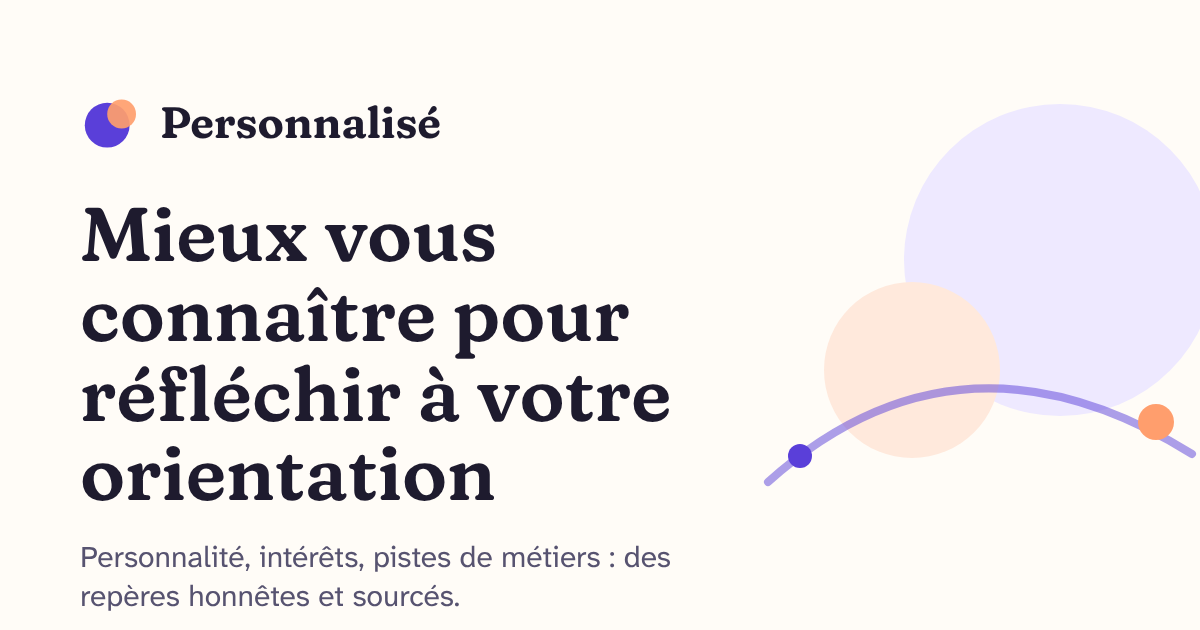 Personnalisé
Mieux vous
connaître pour
réfléchir à votre
orientation
Personnalité, intérêts, pistes de métiers : des
repères honnêtes et sourcés.